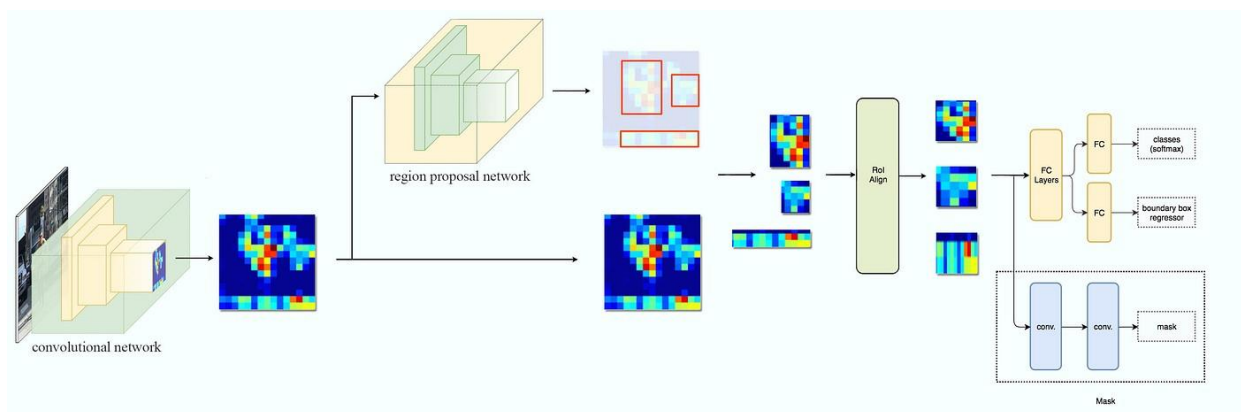 region proposal network
convolutional network
RoI
Align
FC
Layers
FC
classes
(softmax)
FC
boundary box
regressor
conv.
conv.
mask
Mask